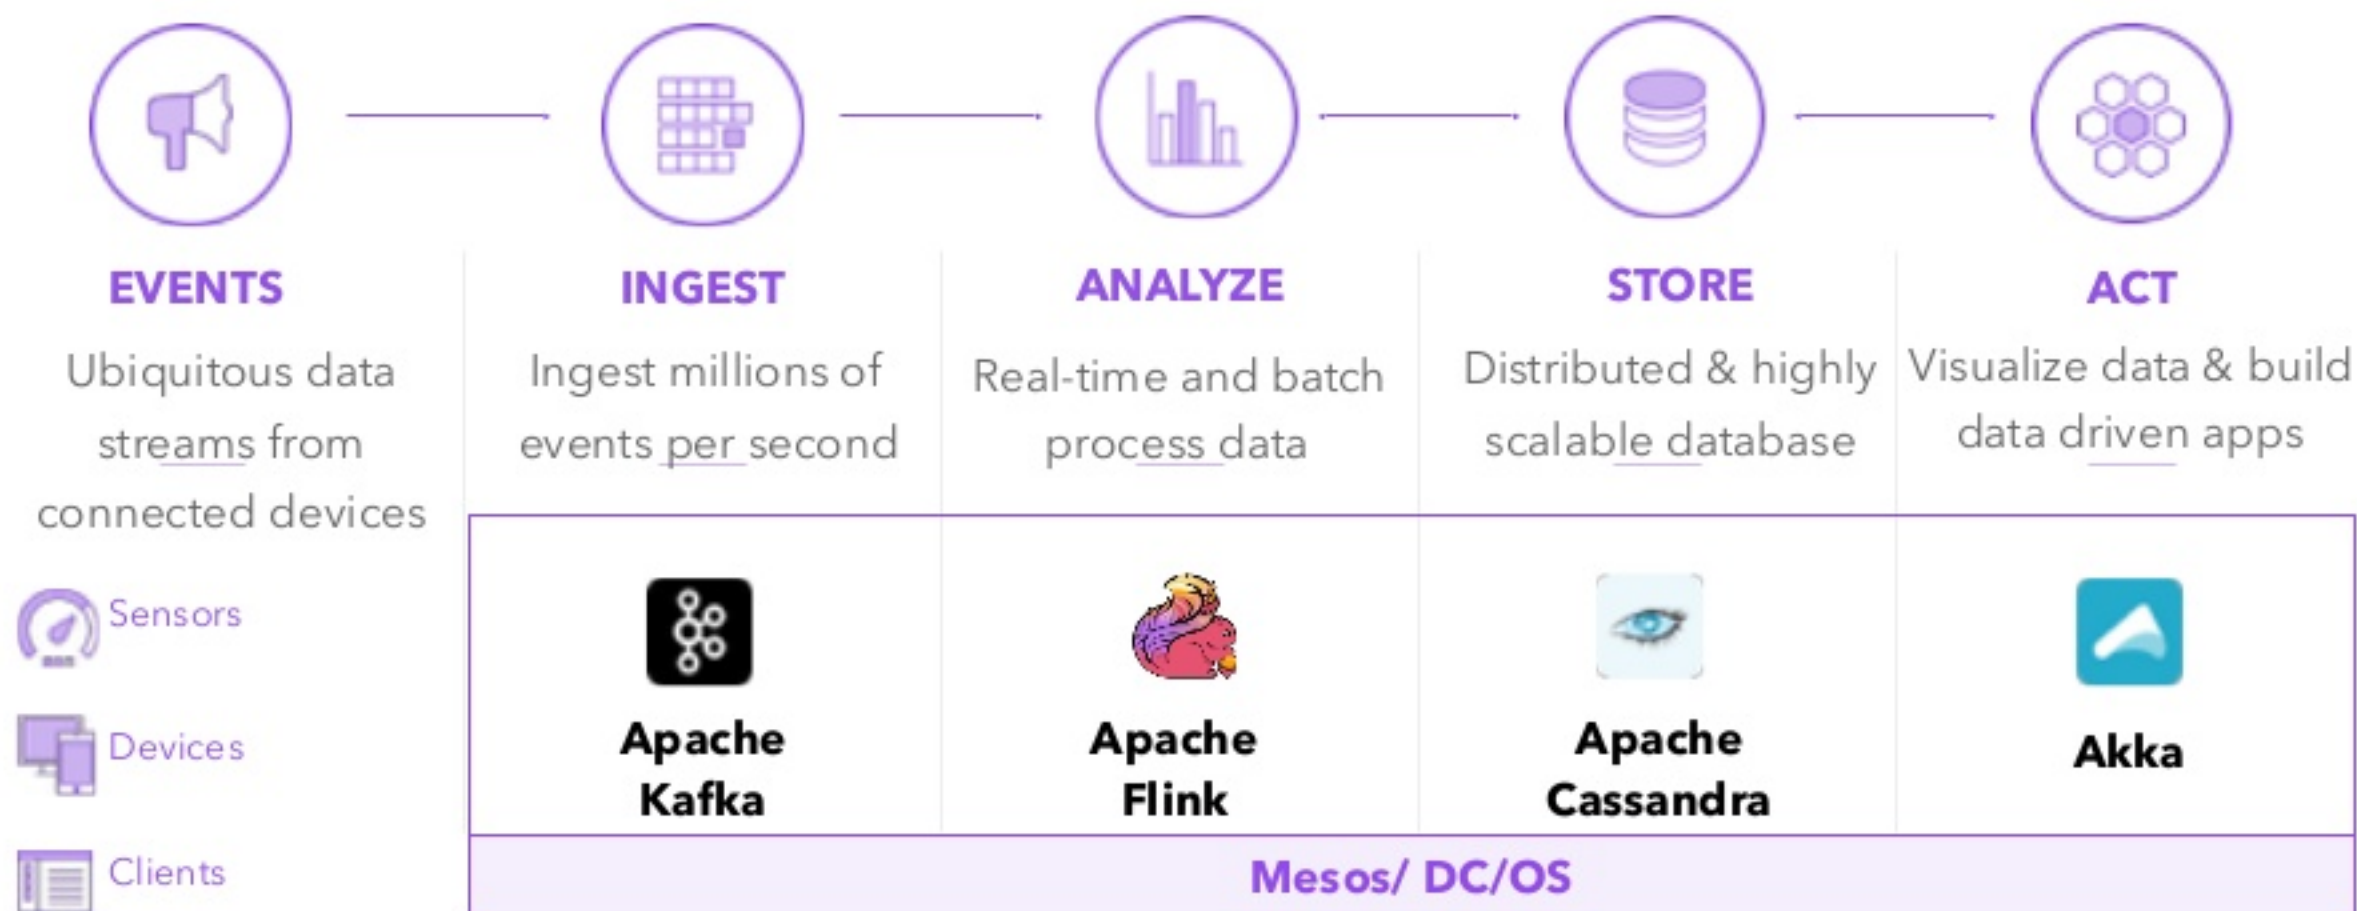 EVENTS
Ubiquitous data
streams from
connected devices
Sensors
Devices
Clients
INGEST
Ingest millions of
events per second
Apache
Kafka
ANALYZE
Real-time and batch
process data
Apache
Flink
STORE
Distributed & highly
scalable database
Apache
Cassandra
ACT
Visualize data & build
data driven apps
Akka
Mesos/ DC/OS